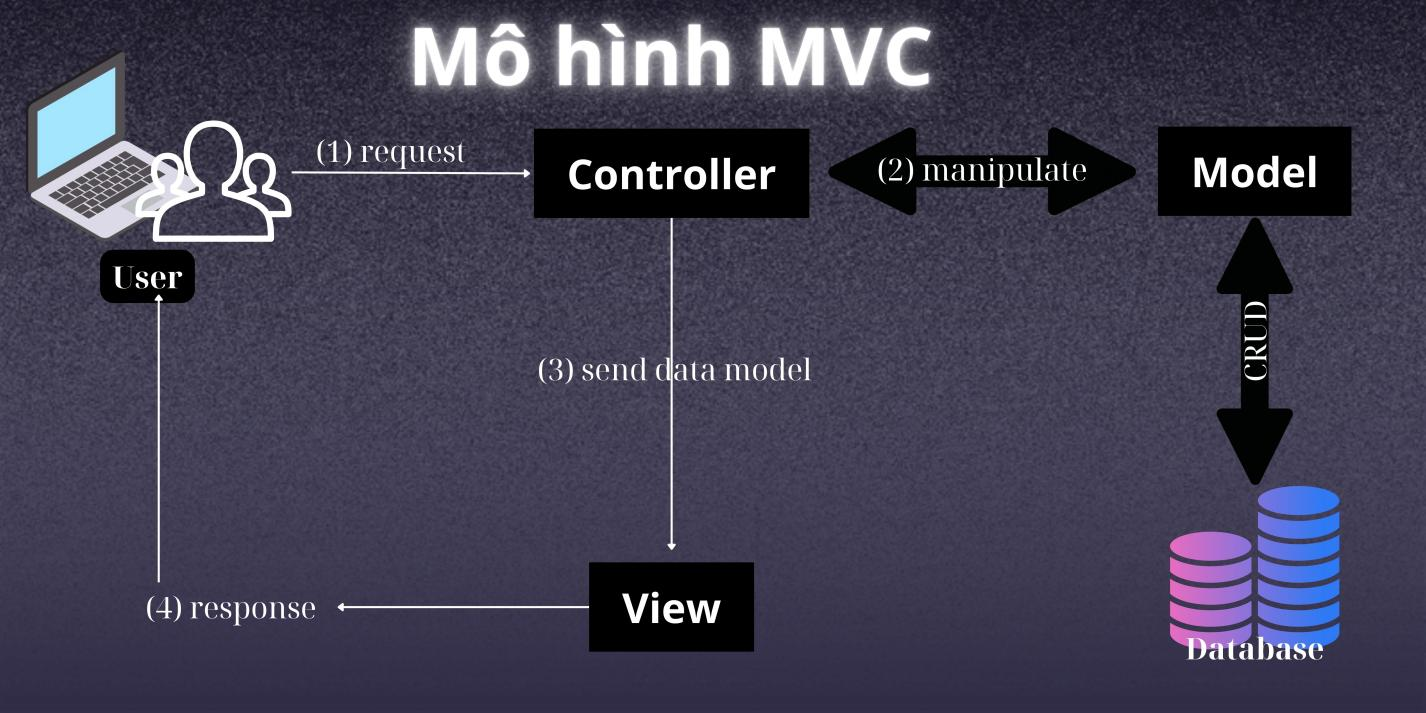 Mô hình MVC
(1) request
Controller
(2) manipulate
Model
User
CRUD
(3) send data model
View
(4) response
Database